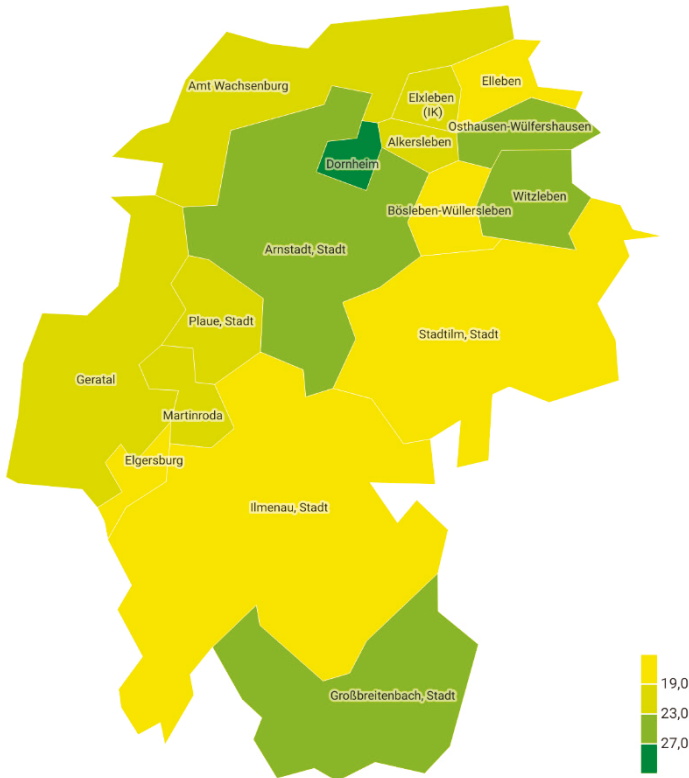 Amt Wachsenburg
Elleben
Elxleben
(IK)
Osthausen-Wülfershausen
Alkersleben
Dornheim
Witzleben
Bösleben-Wüllersleben
Arnstadt, Stadt
Plaue, Stadt
Stadtilm, Stadt
Geratal
Martinroda
Elgersburg
Ilmenau, Stadt
Großbreitenbach, Stadt
19,0
23,0
27,0